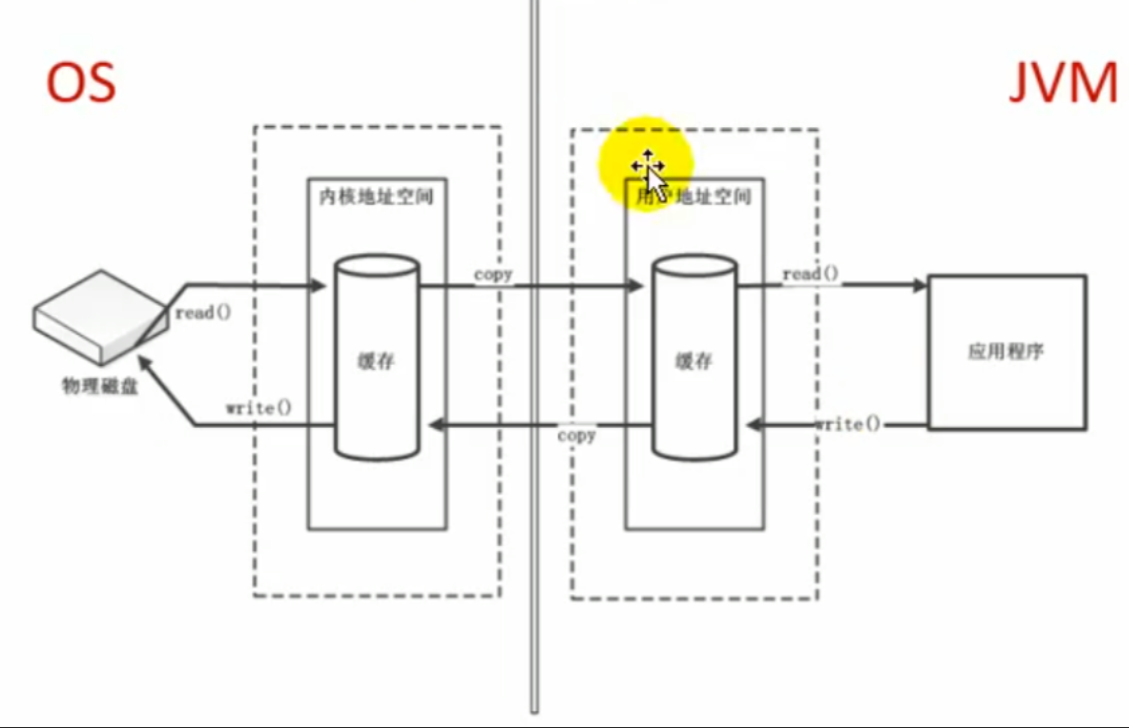 OS
JVM
内核地址空间
用户地址空间
copy
read()
read()
缓存
缓存
应用程序
物理磁盘
write()
copy
write()